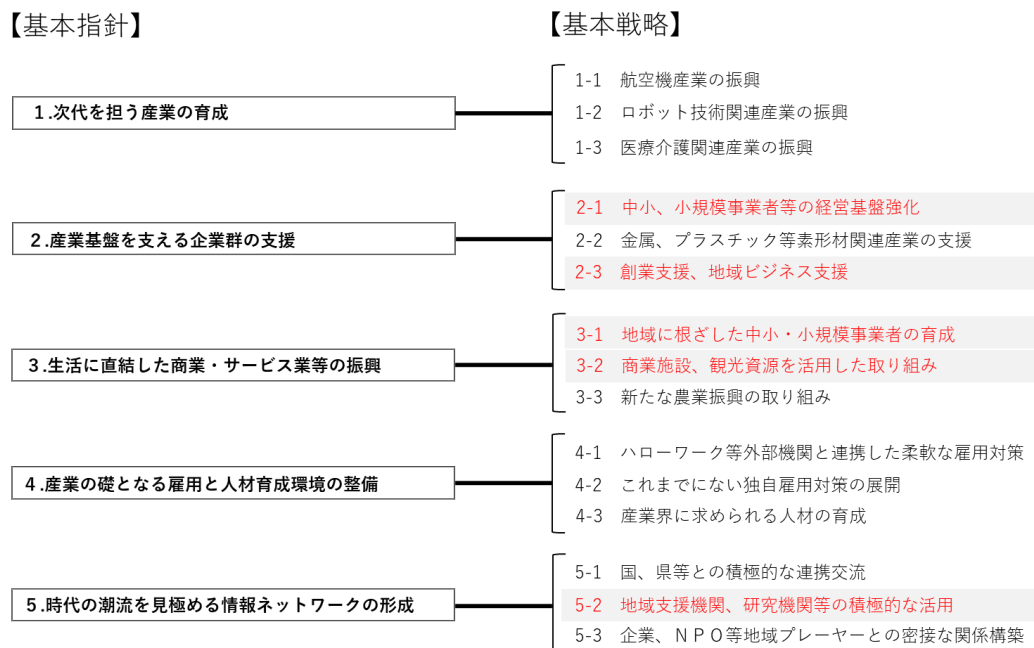 【基本指針】
【基本戦略】
１.次代を担う産業の育成
1-1 航空機産業の振興
1-2 ロボット技術関連産業の振興
1-3 医療介護関連産業の振興
２.産業基盤を支える企業群の支援
2-1 中小、小規模事業者等の経営基盤強化
2-2 金属、プラスチック等素形材関連産業の支援
2-3 創業支援、地域ビジネス支援
３.生活に直結した商業・サービス業等の振興
3-1 地域に根ざした中小・小規模事業者の育成
3-2 商業施設、観光資源を活用した取り組み
3-3 新たな農業振興の取り組み
４.産業の礎となる雇用と人材育成環境の整備
4-1 ハローワーク等外部機関と連携した柔軟な雇用対策
4-2 これまでにない独自雇用対策の展開
4-3 産業界に求められる人材の育成
５.時代の潮流を見極める情報ネットワークの形成
5-1 国、県等との積極的な連携交流
5-2 地域支援機関、研究機関等の積極的な活用
5-3 企業、ＮＰＯ等地域プレーヤーとの密接な関係構築